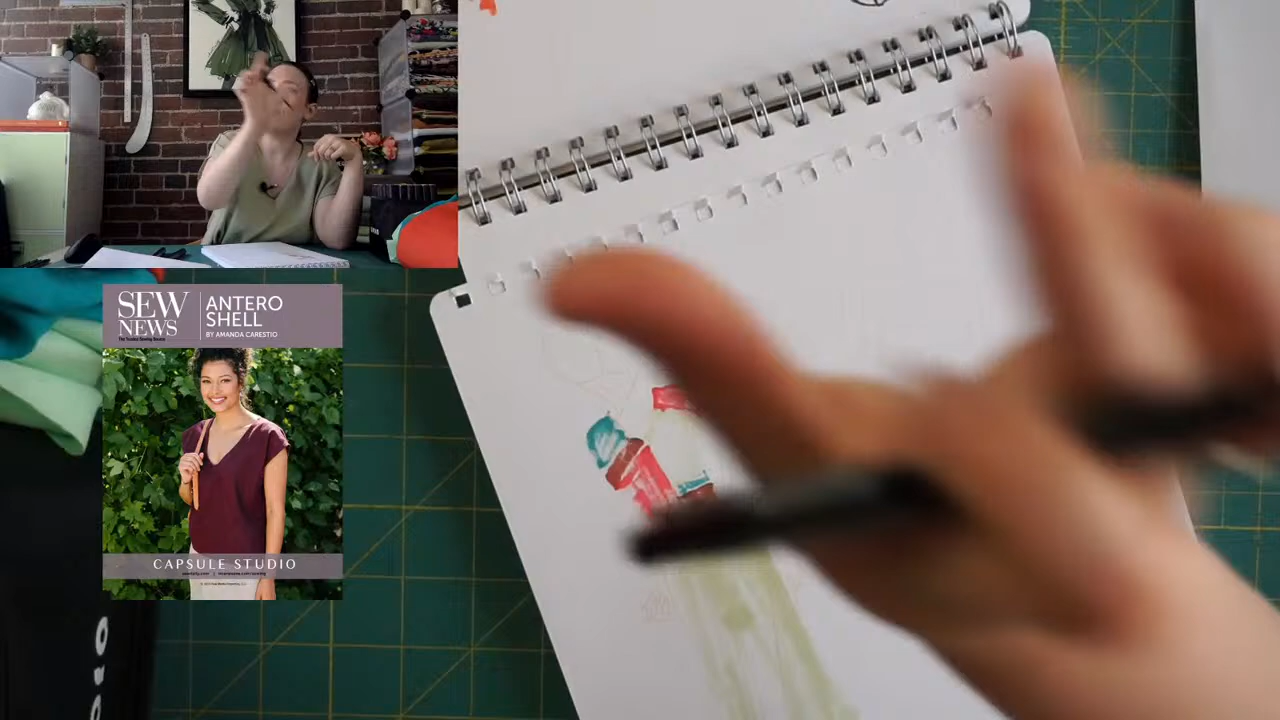 SEW
NEWS
ANTERO
SHELL
BY AMANDA CARESTIO
CAPSULE STUDIO